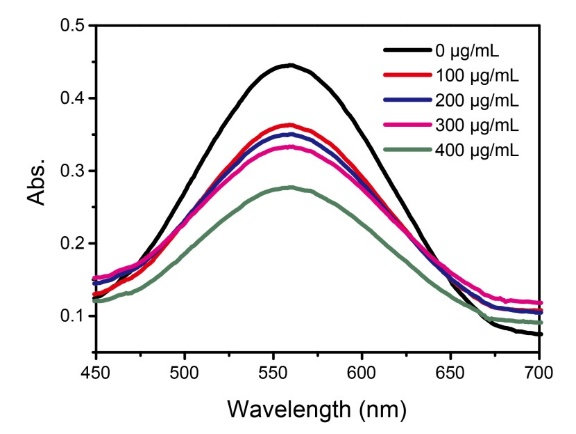 0.5
0.4
0.3
0.2
0.1
Abs.
0 μg/mL
100 μg/mL
200 μg/mL
300 μg/mL
400 μg/mL
450 500 550 600 650 700
Wavelength (nm)